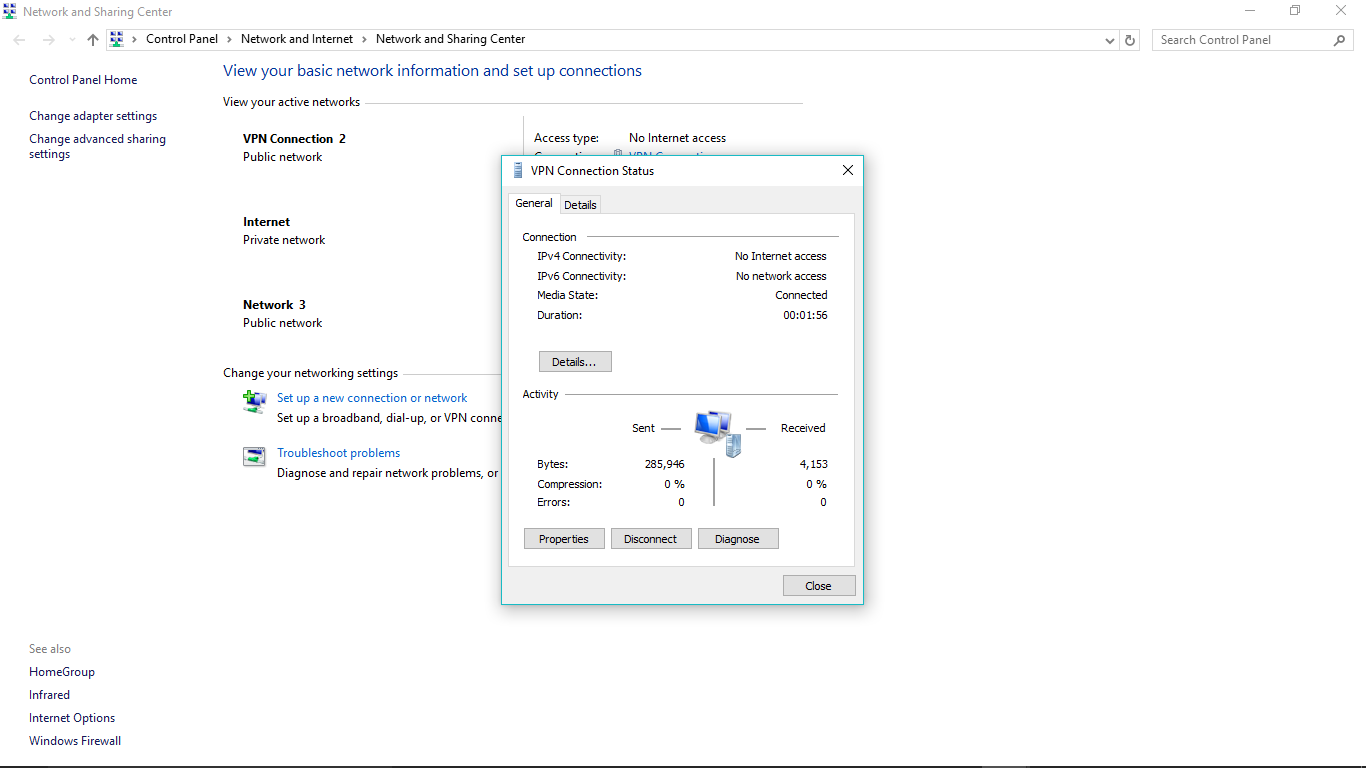 Network and Sharing Center
Control Panel > Network and Internet > Network and Sharing Center
Search Control Panel
Control Panel Home
Change adapter settings
Change advanced sharing
settings
View your basic network information and set up connections
View your active networks
VPN Connection 2
Public network
Access type: No Internet access
Internet
Private network
Network 3
Public network
Change your networking settings
Set up a new connection or network
Set up a broadband, dial-up, or VPN conne
Troubleshoot problems
Diagnose and repair network problems, or
VPN Connection Status
General Details
Connection
IPv4 Connectivity: No Internet access
IPv6 Connectivity: No network access
Media State: Connected
Duration: 00:01:56
Details...
Activity
Sent Received
Bytes: 285,946 4,153
Compression: 0 % 0 %
Errors: 0 0
Properties Disconnect Diagnose
Close
See also
HomeGroup
Infrared
Internet Options
Windows Firewall